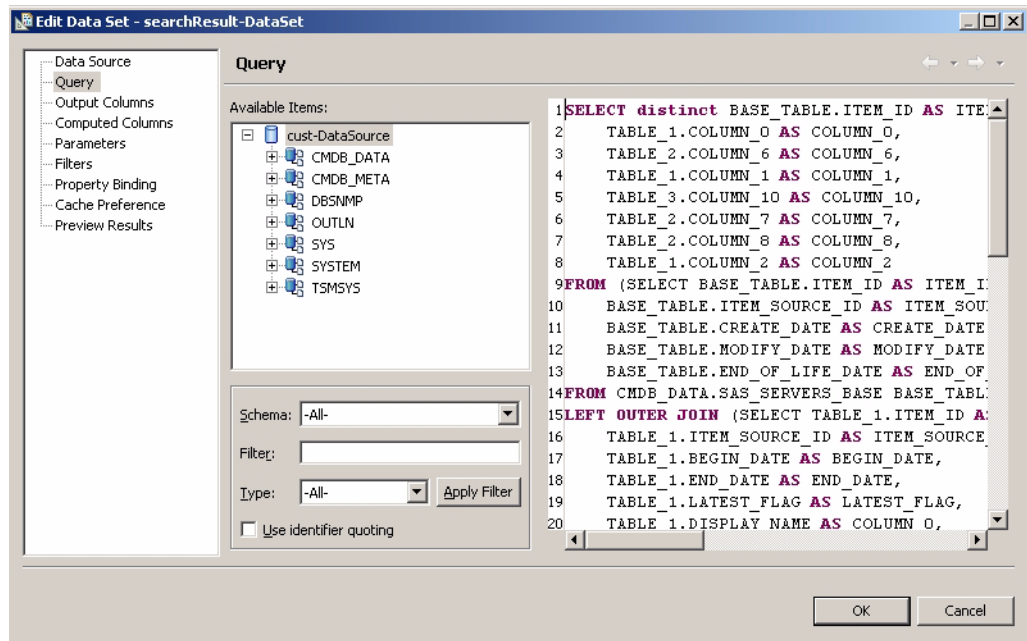 Edit Data Set - searchResult-DataSet
Data Source
Query
Output Columns
Computed Columns
Parameters
Filters
Property Binding
Cache Preference
Preview Results
Query
Available Items:
cust-DataSource
CMDB_DATA
CMDB_META
DBSNMP
OUTLN
SYS
SYSTEM
TSMSYS
Schema: -All-
Filter:
Type: -All- Apply Filter
Use identifier quoting
1 SELECT distinct BASE_TABLE.ITEM_ID AS ITE
2 TABLE_1.COLUMN_0 AS COLUMN_0,
3 TABLE_2.COLUMN_6 AS COLUMN_6,
4 TABLE_1.COLUMN_1 AS COLUMN_1,
5 TABLE_3.COLUMN_10 AS COLUMN_10,
6 TABLE_2.COLUMN_7 AS COLUMN_7,
7 TABLE_2.COLUMN_8 AS COLUMN_8,
8 TABLE_1.COLUMN_2 AS COLUMN_2
9 FROM (SELECT BASE_TABLE.ITEM_ID AS ITEM_I
10 BASE_TABLE.ITEM_SOURCE_ID AS ITEM_SOU
11 BASE_TABLE.CREATE_DATE AS CREATE_DATE
12 BASE_TABLE.MODIFY_DATE AS MODIFY_DATE
13 BASE_TABLE.END_OF_LIFE_DATE AS END_OF_
14 FROM CMDB_DATA.SAS_SERVERS_BASE BASE_TABL
15 LEFT OUTER JOIN (SELECT TABLE_1.ITEM_ID A
16 TABLE_1.ITEM_SOURCE_ID AS ITEM_SOURCE_
17 TABLE_1.BEGIN_DATE AS BEGIN_DATE,
18 TABLE_1.END_DATE AS END_DATE,
19 TABLE_1.LATEST_FLAG AS LATEST_FLAG,
20 TABLE_1.DISPLAY_NAME AS COLUMN_0,
OK Cancel